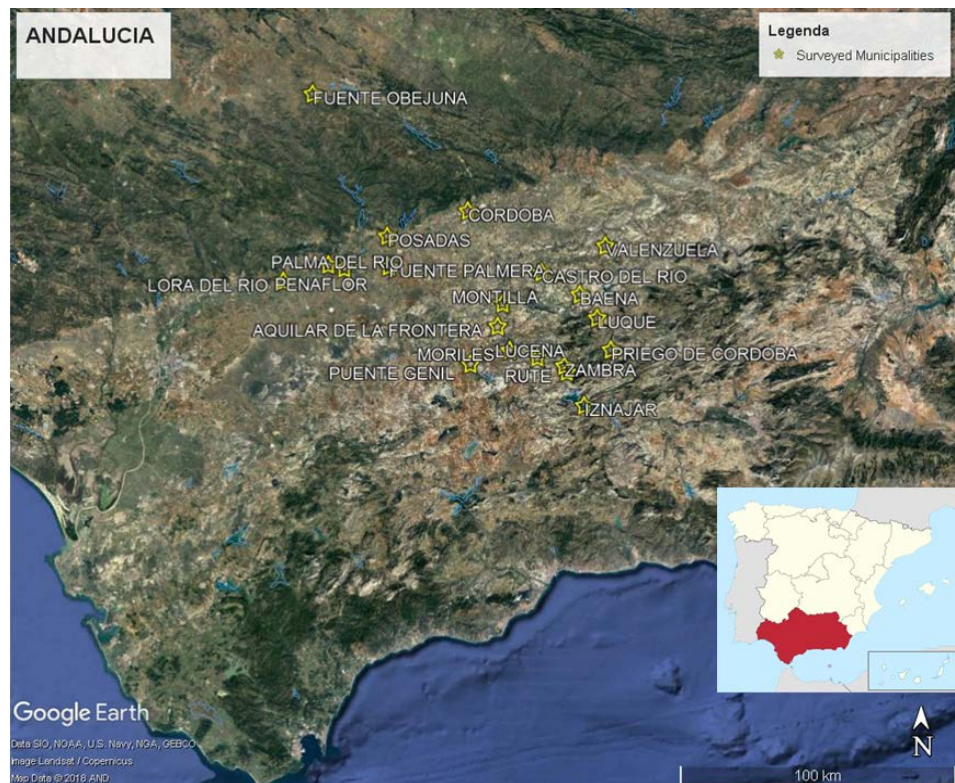 ANDALUCIA
Legenda
Surveyed Municipalities
FUENTE OBEJUNA
CORDOBA
POSADAS
VALENZUELA
PALMA DEL RIO
FUENTE PALMERA
CASTRO DEL RIO
LORA DEL RIO
PENAFLOR
BAENA
MONTILLA
LUQUE
AQUILAR DE LA FRONTERA
MORILES
LUCENA
PRIEGO DE CORDOBA
PUENTE GENIL
RUTE
ZAMBRA
IZNAJAR
Google Earth
Data SIO, NOAA, U.S. Navy, NGA, GEBCO
Image Landsat / Copernicus
Map Data © 2018 AND
N
100 km